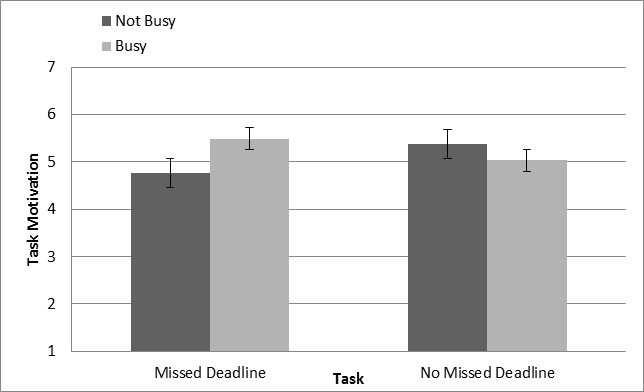 Not Busy
Busy
7
6
5
4
3
2
1
Task Motivation
Missed Deadline
Task
No Missed Deadline